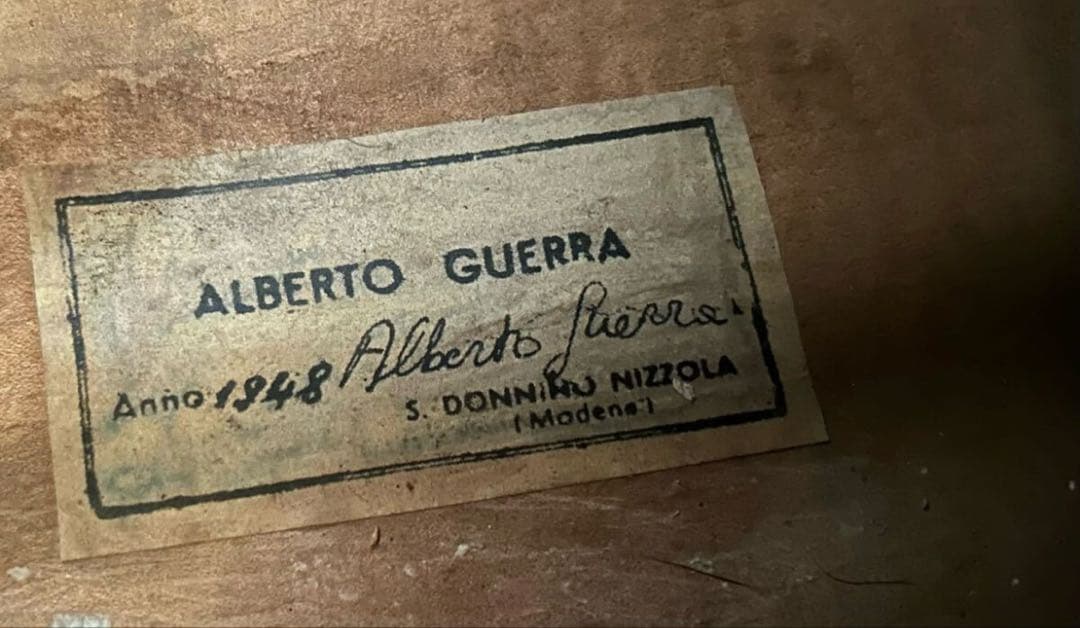 ALBERTO GUERRA
Alberto Guerra
Anno 1948
S. DONNINO NIZZOLA
(Modena)